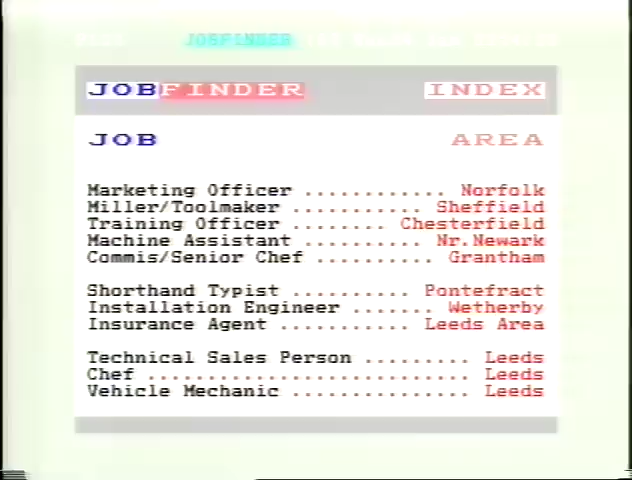 JOBFINDER
JOBFINDER INDEX
JOB AREA
Marketing Officer ............ Norfolk
Miller/Toolmaker ........... Sheffield
Training Officer ........ Chesterfield
Machine Assistant .......... Nr.Newark
Commis/Senior Chef .......... Grantham
Shorthand Typist .......... Pontefract
Installation Engineer ....... Wetherby
Insurance Agent ........... Leeds Area
Technical Sales Person ......... Leeds
Chef ........................... Leeds
Vehicle Mechanic ............... Leeds